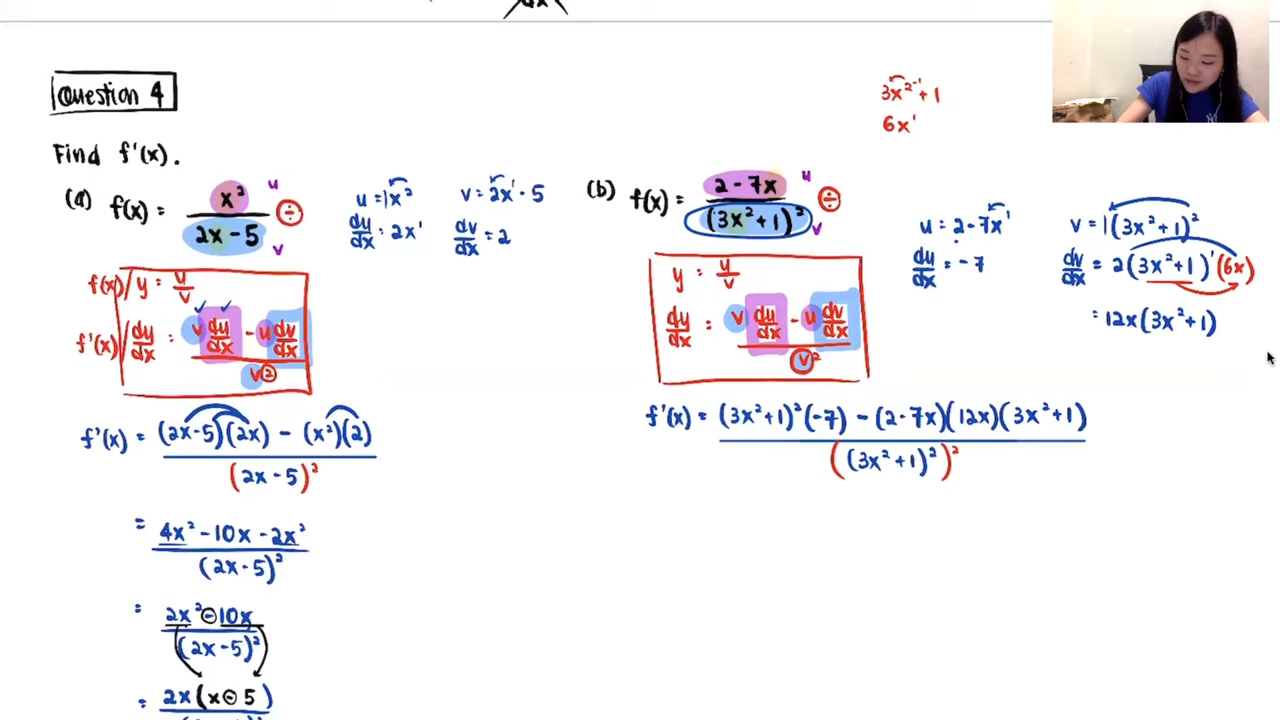 dx
Question 4
Find f'(x).
(a) f(x) = x² / 2x - 5 ÷
u
v
u = 1x²
du/dx = 2x¹
v = 2x¹ - 5
dv/dx = 2
f(x)/ y = u/v
f'(x)/ dy/dx = v du/dx - u dv/dx / v²
f'(x) = (2x-5)(2x) - (x²)(2) / (2x - 5)²
= 4x² - 10x - 2x² / (2x-5)²
= 2x² - 10x / (2x-5)²
= 2x(x - 5)
3x²⁻¹ + 1
6x¹
(b) f(x) = 2 - 7x / (3x² + 1)² ÷
u
v
u = 2 - 7x¹
du/dx = -7
v = 1(3x² + 1)²
dv/dx = 2(3x² + 1)¹(6x)
= 12x(3x² + 1)
y = u/v
du/dx = v du/dx - u dv/dx / v²
f'(x) = (3x²+1)²(-7) - (2-7x)(12x)(3x²+1) / ((3x²+1)²)²